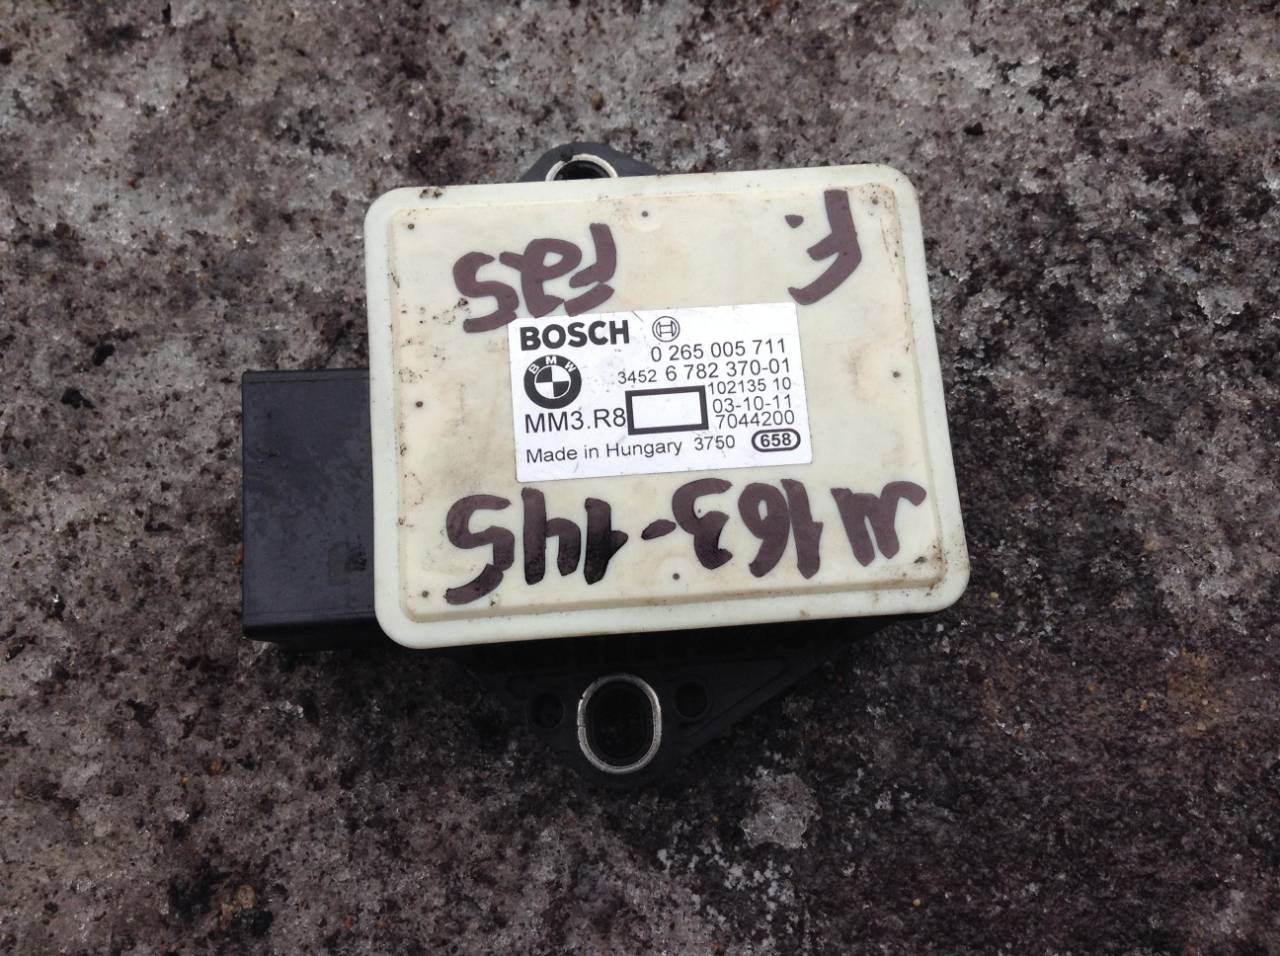 BOSCH
0 265 005 711
BMW
3452 6 782 370-01
102135 10
MM3.R8
03-10-11
7044200
Made in Hungary 3750 658
163-145